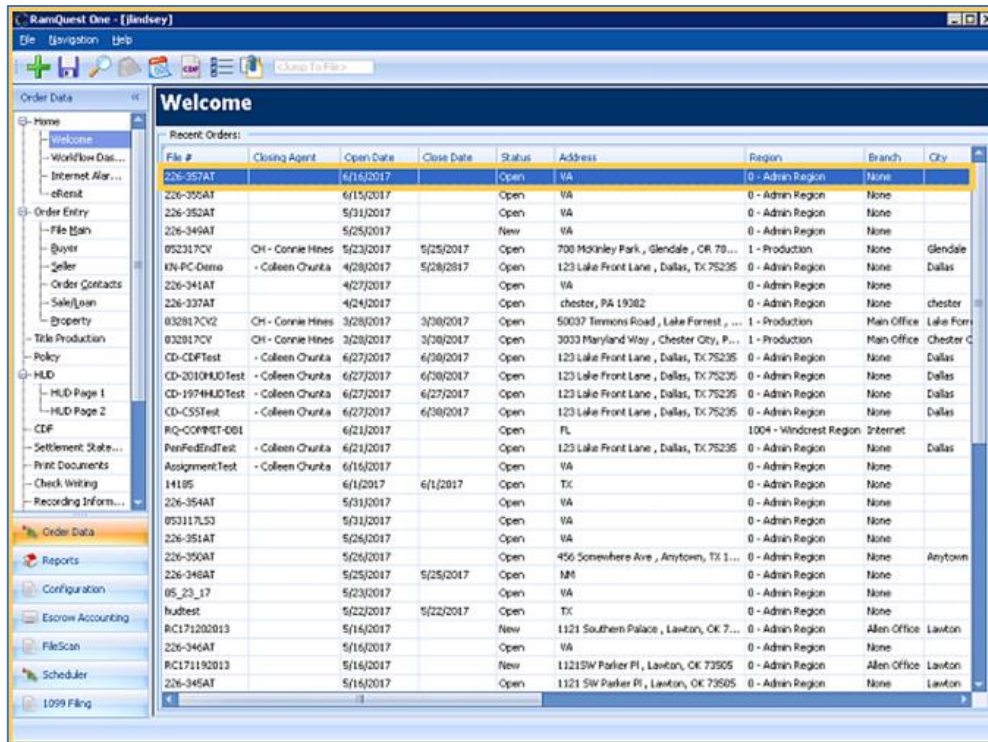 RamQuest One - [jlindsey]
File Navigation Help
CDF <Jump To File>
Order Data
Home
Welcome
Workflow Das...
Internet Alar...
eRemit
Order Entry
File Main
Buyer
Seller
Order Contacts
Sale/Loan
Property
Title Production
Policy
HUD
HUD Page 1
HUD Page 2
CDF
Settlement State...
Print Documents
Check Writing
Recording Inform...
Order Data
Reports
Configuration
Escrow Accounting
FileScan
Scheduler
1099 Filing
Welcome
Recent Orders:
File # Closing Agent Open Date Close Date Status Address Region Branch City
226-357AT 6/16/2017 Open VA 0 - Admin Region None
226-355AT 6/15/2017 Open VA 0 - Admin Region None
226-352AT 5/31/2017 Open VA 0 - Admin Region None
226-349AT 5/25/2017 New VA 0 - Admin Region None
052317CV CH - Connie Hines 5/23/2017 5/25/2017 Open 708 McKinley Park , Glendale , OR 78... 1 - Production None Glendale
KN-PC-Demo - Colleen Chunta 4/28/2017 5/28/2817 Open 123 Lake Front Lane , Dallas, TX 75235 0 - Admin Region None Dallas
226-341AT 4/27/2017 Open VA 0 - Admin Region None
226-337AT 4/24/2017 Open chester, PA 19382 0 - Admin Region None chester
032817CV2 CH - Connie Hines 3/28/2017 3/30/2017 Open 50037 Timmons Road , Lake Forrest , ... 1 - Production Main Office Lake Forr
032817CV CH - Connie Hines 3/28/2017 3/30/2017 Open 3033 Maryland Way , Chester City, P... 1 - Production Main Office Chester C
CD-CDFTest - Colleen Chunta 6/27/2017 6/30/2017 Open 123 Lake Front Lane , Dallas, TX 75235 0 - Admin Region None Dallas
CD-2010HUDTest - Colleen Chunta 6/27/2017 6/30/2017 Open 123 Lake Front Lane , Dallas, TX 75235 0 - Admin Region None Dallas
CD-1974HUDTest - Colleen Chunta 6/27/2017 6/27/2017 Open 123 Lake Front Lane , Dallas, TX 75235 0 - Admin Region None Dallas
CD-CSSTest - Colleen Chunta 6/27/2017 6/30/2017 Open 123 Lake Front Lane , Dallas, TX 75235 0 - Admin Region None Dallas
RQ-COMMIT-DB1 6/21/2017 Open FL 1004 - Windcrest Region Internet
PenFedEndTest - Colleen Chunta 6/21/2017 Open 123 Lake Front Lane , Dallas, TX 75235 0 - Admin Region None Dallas
AssignmentTest - Colleen Chunta 6/16/2017 Open VA 0 - Admin Region None
14185 6/1/2017 6/1/2017 Open TX 0 - Admin Region None
226-354AT 5/31/2017 Open VA 0 - Admin Region None
053117LS3 5/31/2017 Open VA 0 - Admin Region None
226-351AT 5/26/2017 Open VA 0 - Admin Region None
226-350AT 5/26/2017 Open 456 Somewhere Ave , Anytown, TX 1... 0 - Admin Region None Anytown
226-348AT 5/25/2017 5/25/2017 Open NM 0 - Admin Region None
05_23_17 5/23/2017 Open VA 0 - Admin Region None
hudtest 5/22/2017 5/22/2017 Open TX 0 - Admin Region None
RC171202013 5/16/2017 New 1121 Southern Palace , Lawton, OK 7... 0 - Admin Region Allen Office Lawton
226-346AT 5/16/2017 Open VA 0 - Admin Region None
RC171192013 5/16/2017 New 1121SW Parker Pl , Lawton, OK 73505 0 - Admin Region Allen Office Lawton
226-345AT 5/16/2017 Open 1121 SW Parker Pl , Lawton, OK 73505 0 - Admin Region None Lawton